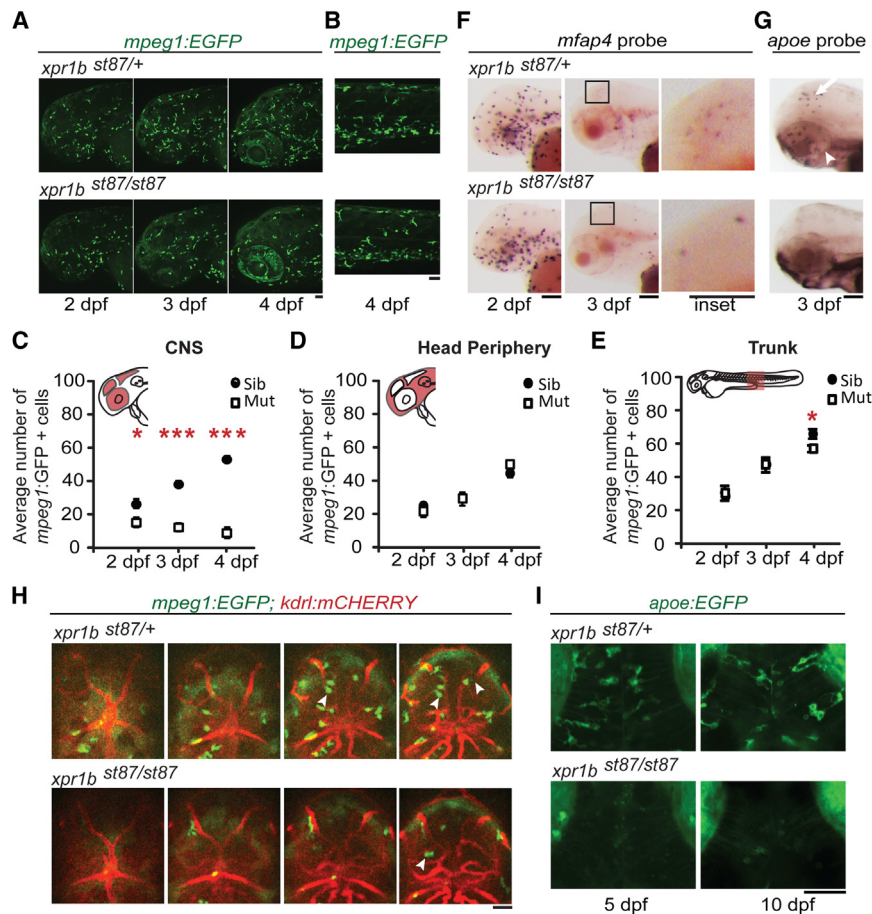 A
mpeg1:EGFP
xpr1b st87/+
xpr1b st87/st87
2 dpf 3 dpf 4 dpf
B
mpeg1:EGFP
4 dpf
F
mfap4 probe
xpr1b st87/+
xpr1b st87/st87
2 dpf 3 dpf inset
G
apoe probe
3 dpf
C
CNS
Average number of
mpeg1:GFP + cells
100
80
60
40
20
0
Sib
Mut
* *** ***
2 dpf 3 dpf 4 dpf
D
Head Periphery
Average number of
mpeg1:GFP + cells
100
80
60
40
20
0
Sib
Mut
2 dpf 3 dpf 4 dpf
E
Trunk
Average number of
mpeg1:GFP + cells
100
80
60
40
20
0
Sib
Mut
*
2 dpf 3 dpf 4 dpf
H
mpeg1:EGFP; kdrl:mCHERRY
xpr1b st87/+
xpr1b st87/st87
I
apoe:EGFP
xpr1b st87/+
xpr1b st87/st87
5 dpf 10 dpf